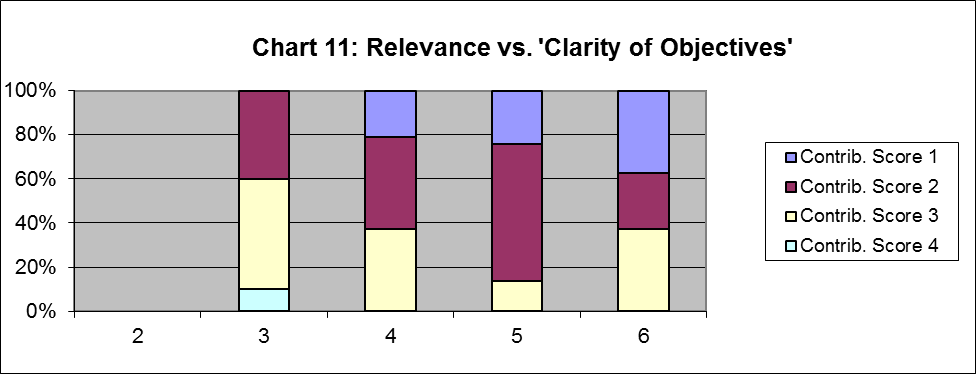 Chart 11: Relevance vs. 'Clarity of Objectives'
100%
80%
60%
40%
20%
0%
2 3 4 5 6
Contrib. Score 1
Contrib. Score 2
Contrib. Score 3
Contrib. Score 4